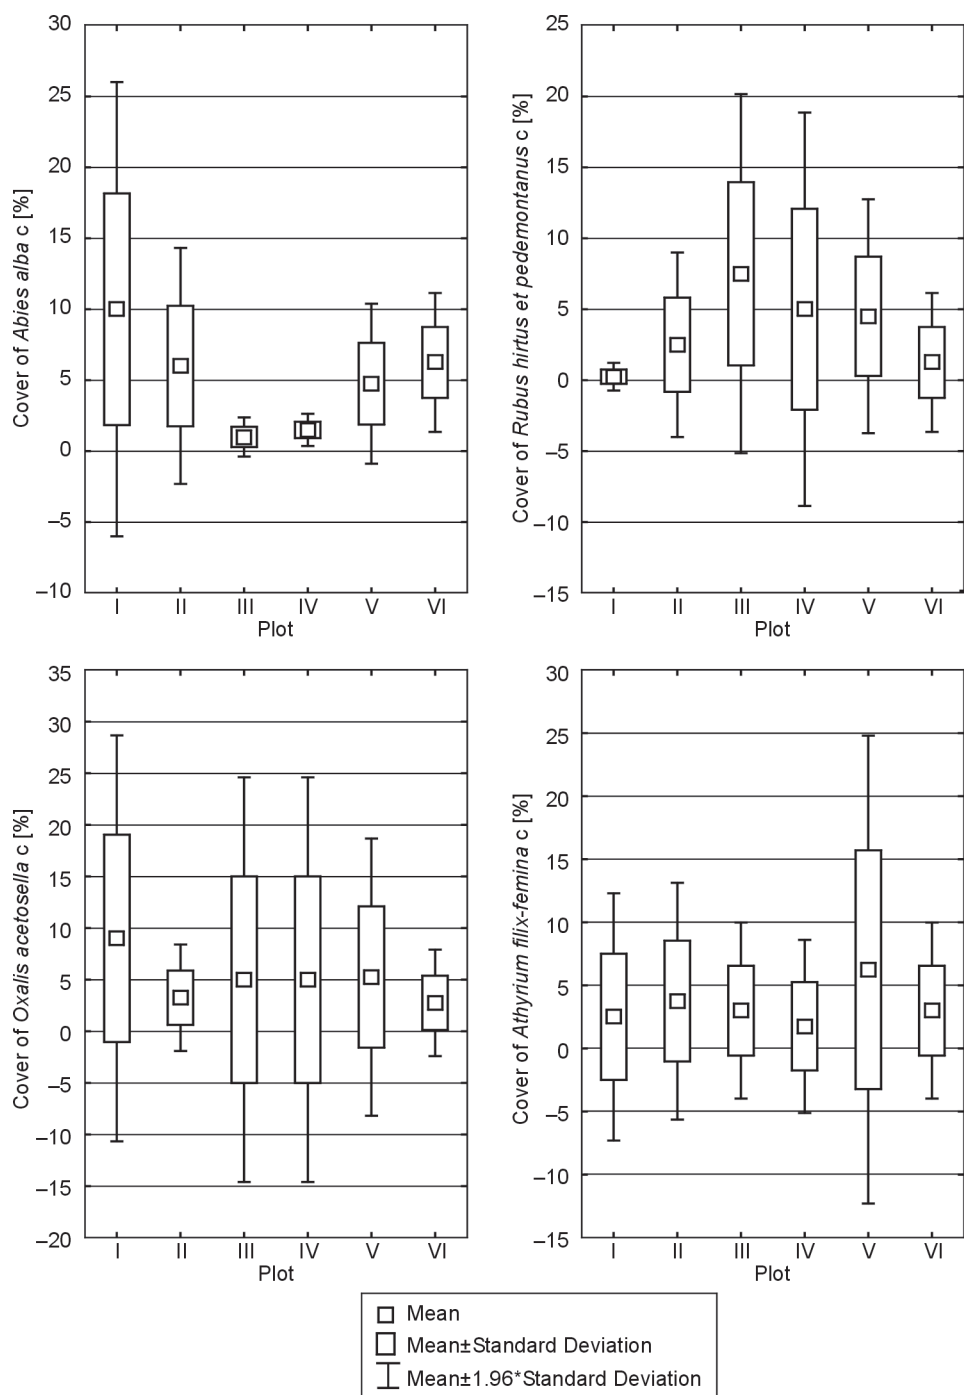 30
25
20
15
10
5
0
–5
–10
Cover of Abies alba c [%]
I II III IV V VI
Plot
25
20
15
10
5
0
–5
–10
–15
Cover of Rubus hirtus et pedemontanus c [%]
I II III IV V VI
Plot
35
30
25
20
15
10
5
0
–5
–10
–15
–20
Cover of Oxalis acetosella c [%]
I II III IV V VI
Plot
30
25
20
15
10
5
0
–5
–10
–15
Cover of Athyrium filix-femina c [%]
I II III IV V VI
Plot
Mean
Mean±Standard Deviation
Mean±1.96*Standard Deviation